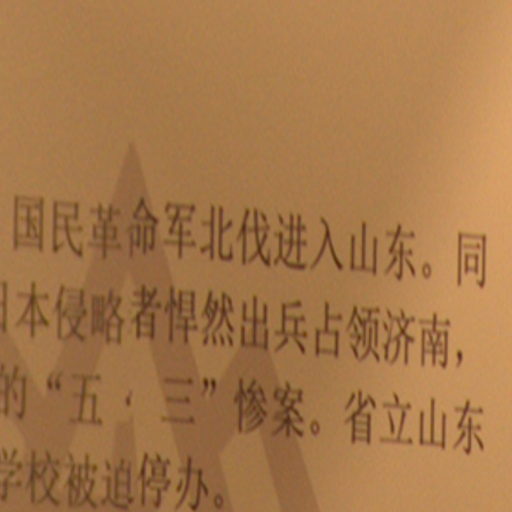 国民革命军北伐进入山东。同
日本侵略者悍然出兵占领济南，
的“五·三”惨案。省立山东
学校被迫停办。